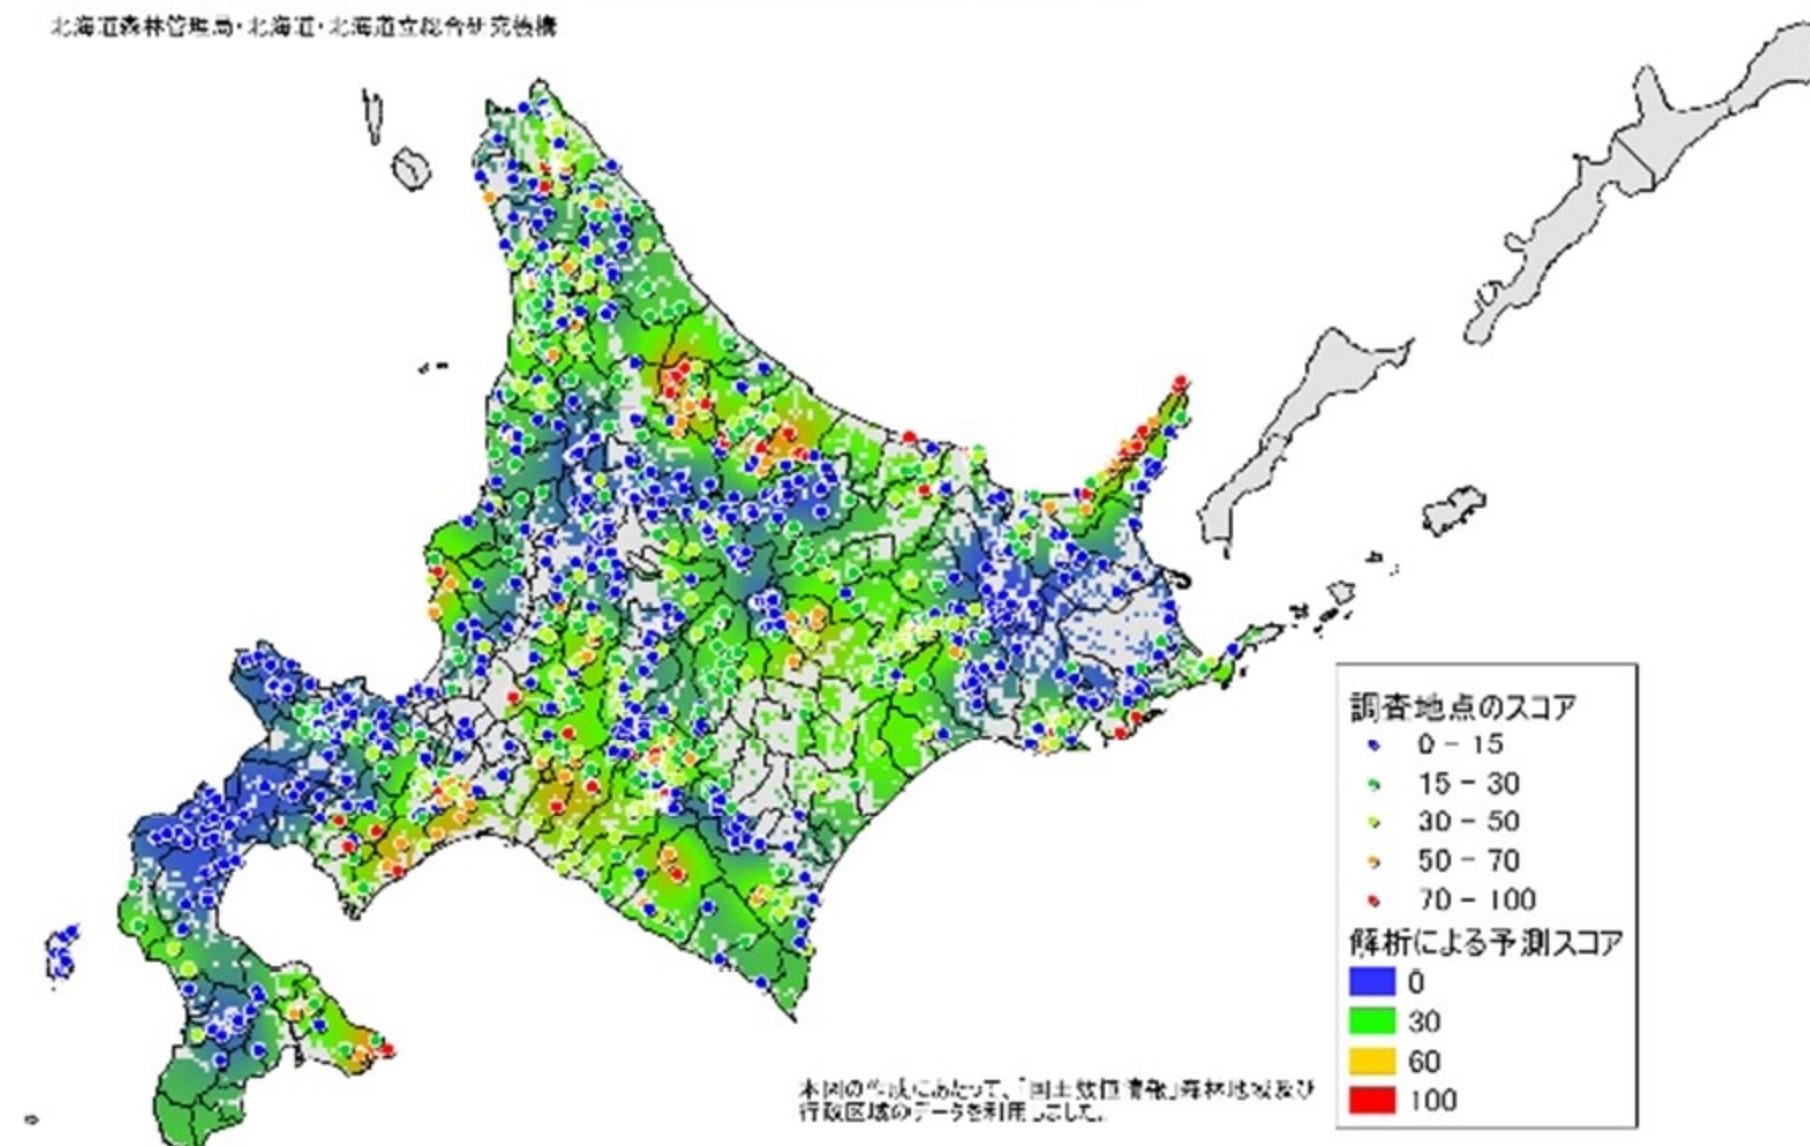 北海道森林管理局・北海道・北海道立総合研究機構
調査地点のスコア
0 - 15
15 - 30
30 - 50
50 - 70
70 - 100
解析による予測スコア
0
30
60
100
本図の作成にあたって、「国土数値情報」森林地域及び
行政区域のデータを利用しました。